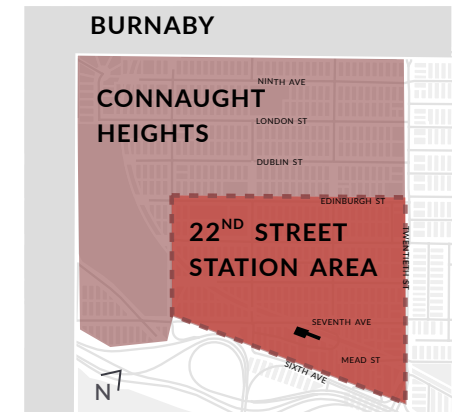 BURNABY
NINTH AVE
CONNAUGHT
HEIGHTS
LONDON ST
DUBLIN ST
EDINBURGH ST
22ND STREET
STATION AREA
TWENTIETH ST
SEVENTH AVE
MEAD ST
SIXTH AVE
N